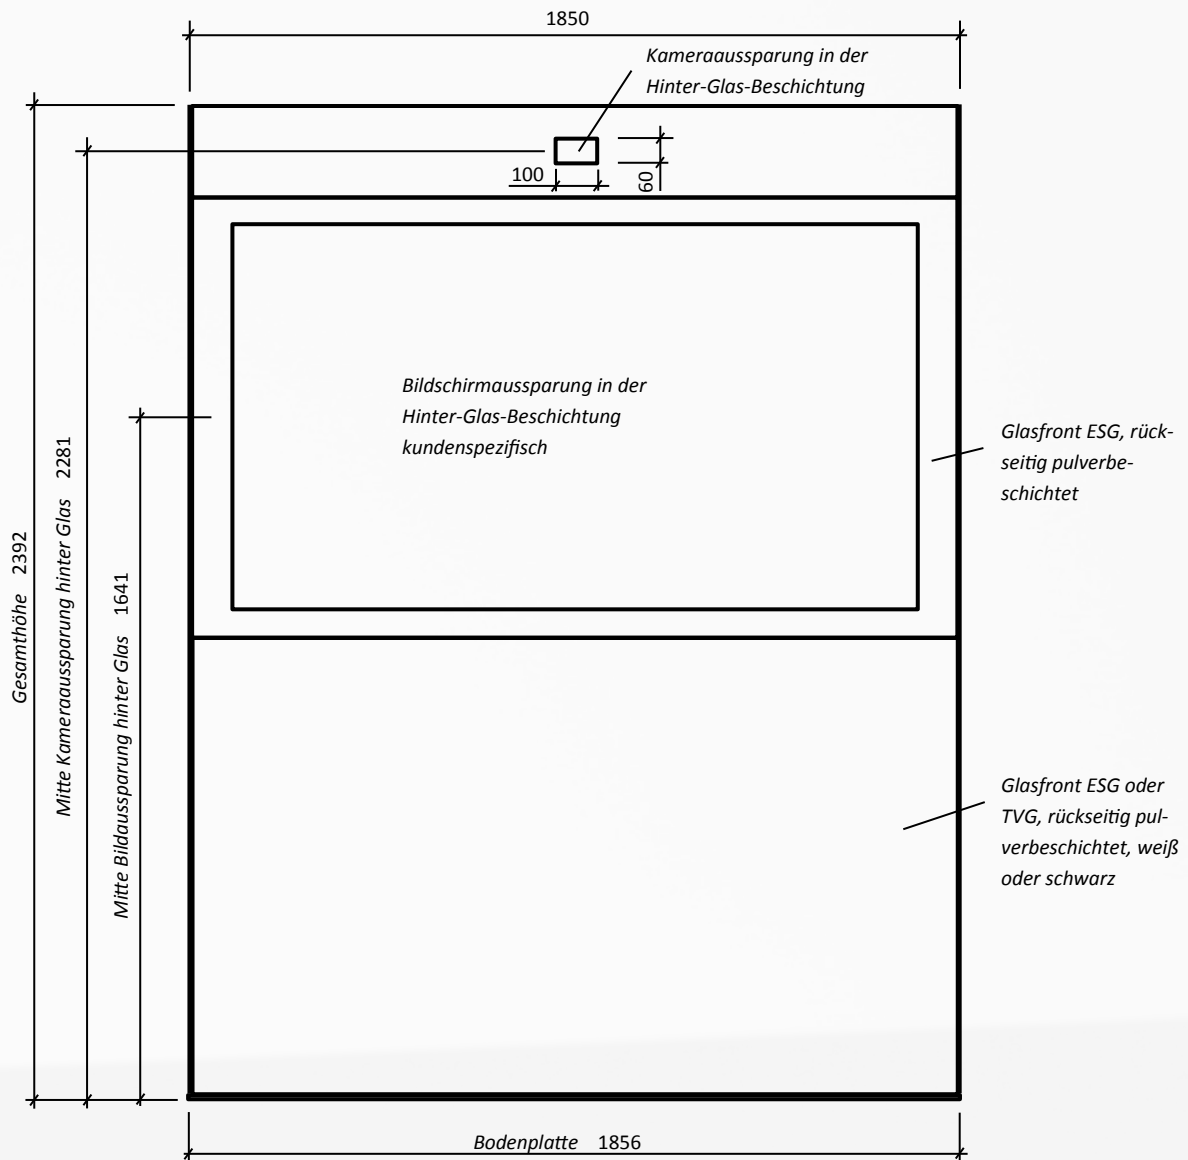 1850
Kameraaussparung in der
Hinter-Glas-Beschichtung
100
60
Bildschirmaussparung in der
Hinter-Glas-Beschichtung
kundenspezifisch
Glasfront ESG, rück-
seitig pulverbe-
schichtet
Gesamthöhe 2392
Mitte Kameraaussparung hinter Glas 2281
Mitte Bildaussparung hinter Glas 1641
Glasfront ESG oder
TVG, rückseitig pul-
verbeschichtet, weiß
oder schwarz
Bodenplatte 1856